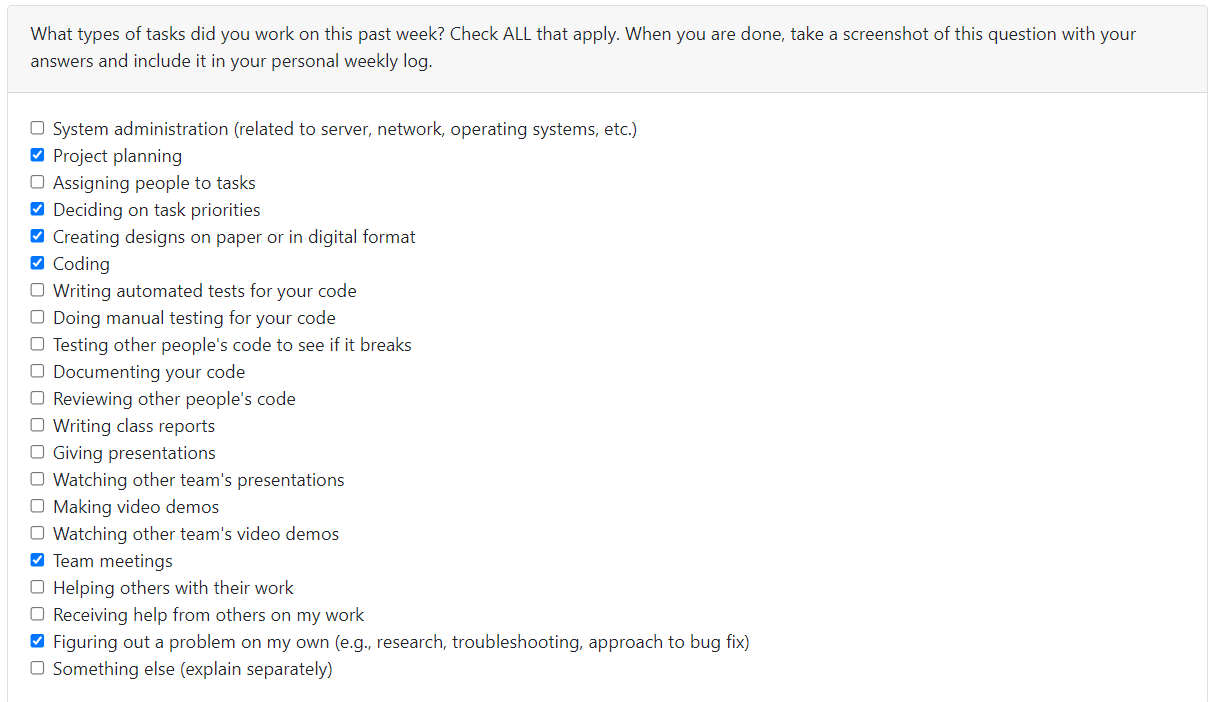 What types of tasks did you work on this past week? Check ALL that apply. When you are done, take a screenshot of this question with your
answers and include it in your personal weekly log.
System administration (related to server, network, operating systems, etc.)
Project planning
Assigning people to tasks
Deciding on task priorities
Creating designs on paper or in digital format
Coding
Writing automated tests for your code
Doing manual testing for your code
Testing other people's code to see if it breaks
Documenting your code
Reviewing other people's code
Writing class reports
Giving presentations
Watching other team's presentations
Making video demos
Watching other team's video demos
Team meetings
Helping others with their work
Receiving help from others on my work
Figuring out a problem on my own (e.g., research, troubleshooting, approach to bug fix)
Something else (explain separately)